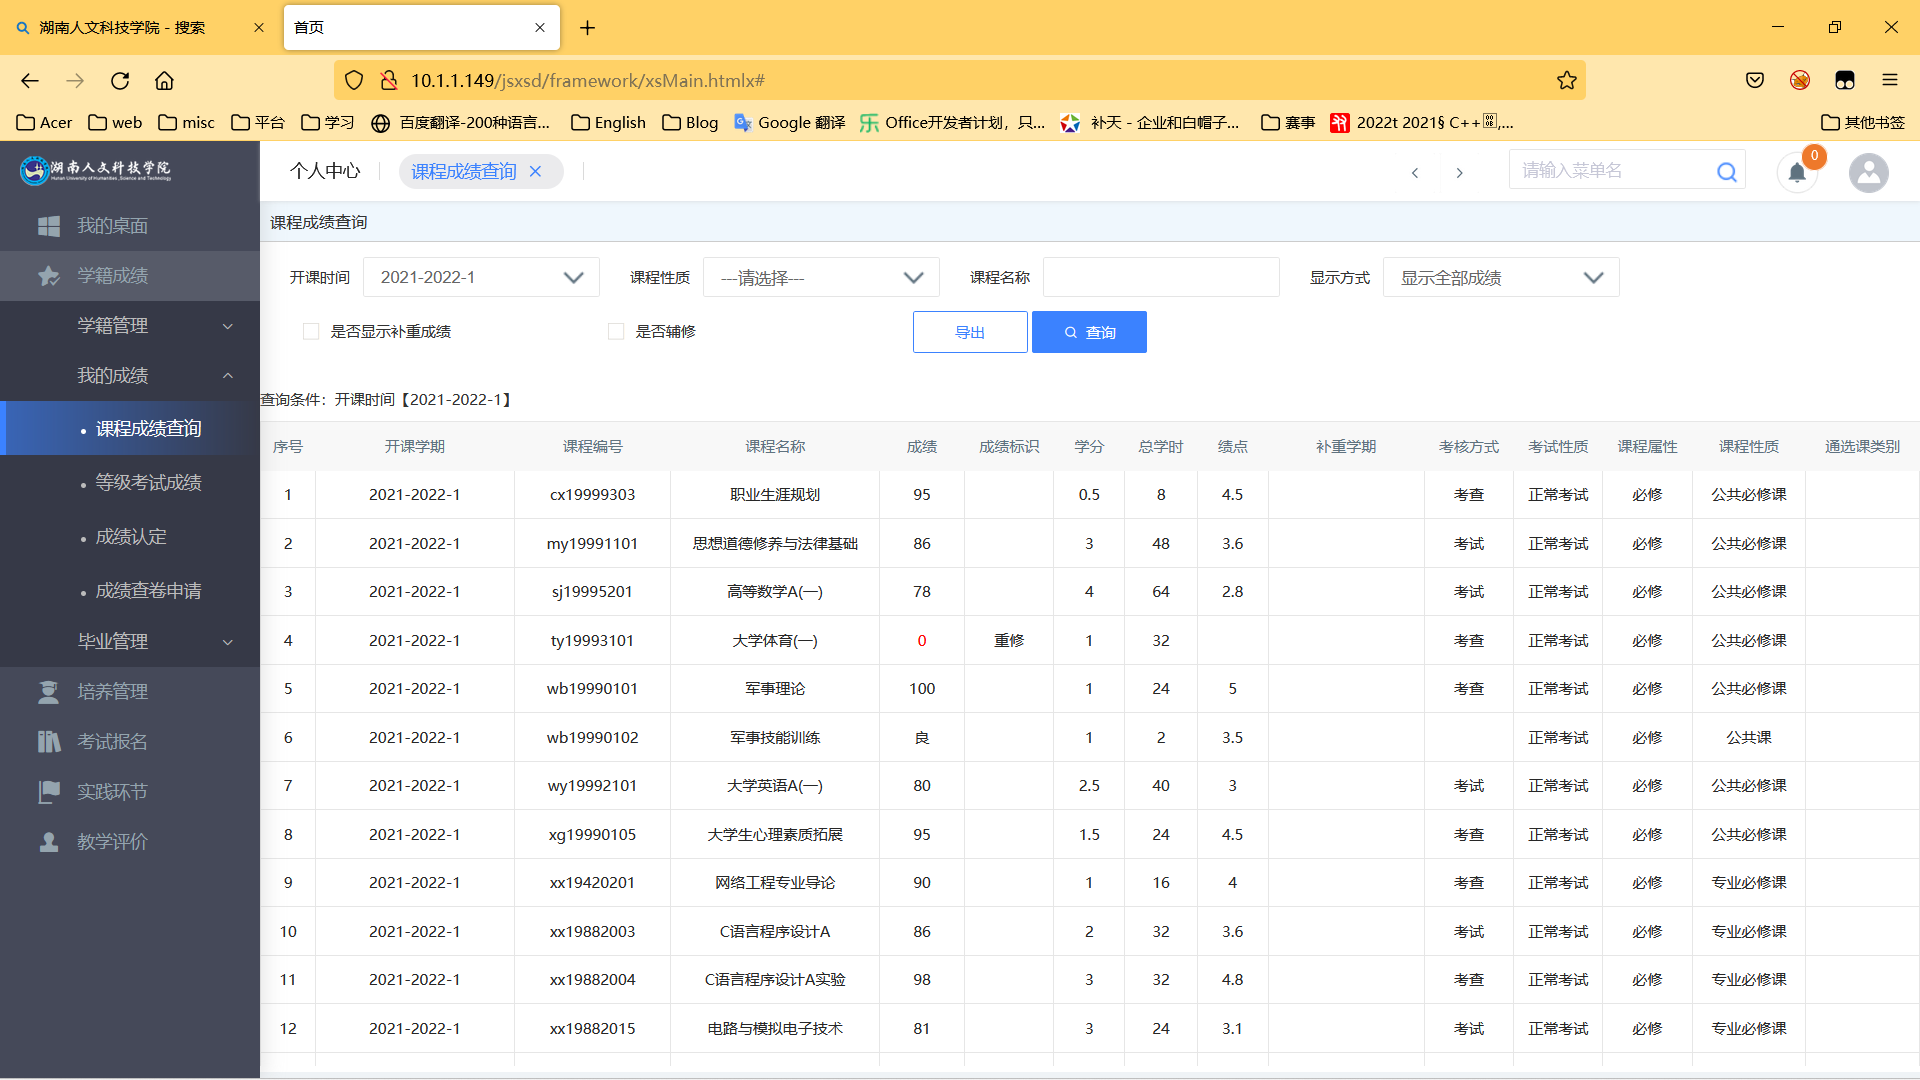 湖南人文科技学院 - 搜索
首页
10.1.1.149/jsxsd/framework/xsMain.htmlx#
Acer web misc 平台 学习 百度翻译-200种语言... English Blog Google 翻译 Office开发者计划，只... 补天 - 企业和白帽子... 赛事 2022t 2021§ C++ ,... 其他书签
湖南人文科技学院
Hunan University of Humanities, Science and Technology
个人中心 课程成绩查询 请输入菜单名 0
我的桌面
学籍成绩
学籍管理
我的成绩
课程成绩查询
等级考试成绩
成绩认定
成绩查卷申请
毕业管理
培养管理
考试报名
实践环节
教学评价
课程成绩查询
开课时间 2021-2022-1 课程性质 ---请选择--- 课程名称 显示方式 显示全部成绩
是否显示补重成绩 是否辅修 导出 查询
查询条件：开课时间【2021-2022-1】
序号 开课学期 课程编号 课程名称 成绩 成绩标识 学分 总学时 绩点 补重学期 考核方式 考试性质 课程属性 课程性质 通选课类别
1 2021-2022-1 cx19999303 职业生涯规划 95 0.5 8 4.5 考查 正常考试 必修 公共必修课
2 2021-2022-1 my19991101 思想道德修养与法律基础 86 3 48 3.6 考试 正常考试 必修 公共必修课
3 2021-2022-1 sj19995201 高等数学A(一) 78 4 64 2.8 考试 正常考试 必修 公共必修课
4 2021-2022-1 ty19993101 大学体育(一) 0 重修 1 32 考查 正常考试 必修 公共必修课
5 2021-2022-1 wb19990101 军事理论 100 1 24 5 考查 正常考试 必修 公共必修课
6 2021-2022-1 wb19990102 军事技能训练 良 1 2 3.5 正常考试 必修 公共课
7 2021-2022-1 wy19992101 大学英语A(一) 80 2.5 40 3 考试 正常考试 必修 公共必修课
8 2021-2022-1 xg19990105 大学生心理素质拓展 95 1.5 24 4.5 考查 正常考试 必修 公共必修课
9 2021-2022-1 xx19420201 网络工程专业导论 90 1 16 4 考查 正常考试 必修 专业必修课
10 2021-2022-1 xx19882003 C语言程序设计A 86 2 32 3.6 考试 正常考试 必修 专业必修课
11 2021-2022-1 xx19882004 C语言程序设计A实验 98 3 32 4.8 考查 正常考试 必修 专业必修课
12 2021-2022-1 xx19882015 电路与模拟电子技术 81 3 24 3.1 考试 正常考试 必修 专业必修课